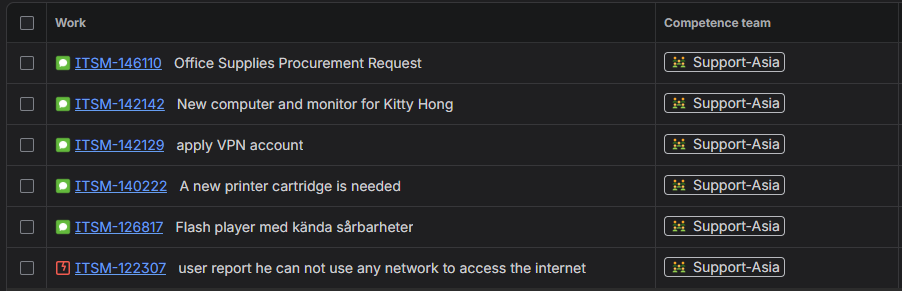 Work Competence team
ITSM-146110 Office Supplies Procurement Request Support-Asia
ITSM-142142 New computer and monitor for Kitty Hong Support-Asia
ITSM-142129 apply VPN account Support-Asia
ITSM-140222 A new printer cartridge is needed Support-Asia
ITSM-126817 Flash player med kända sårbarheter Support-Asia
ITSM-122307 user report he can not use any network to access the internet Support-Asia